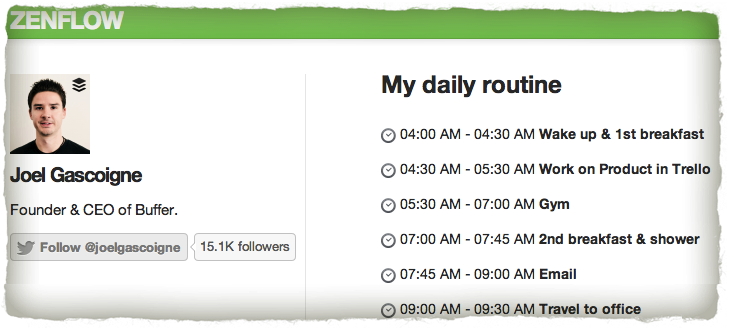 ZENFLOW
Joel Gascoigne
Founder & CEO of Buffer.
Follow @joelgascoigne
15.1K followers
My daily routine
04:00 AM - 04:30 AM Wake up & 1st breakfast
04:30 AM - 05:30 AM Work on Product in Trello
05:30 AM - 07:00 AM Gym
07:00 AM - 07:45 AM 2nd breakfast & shower
07:45 AM - 09:00 AM Email
09:00 AM - 09:30 AM Travel to office